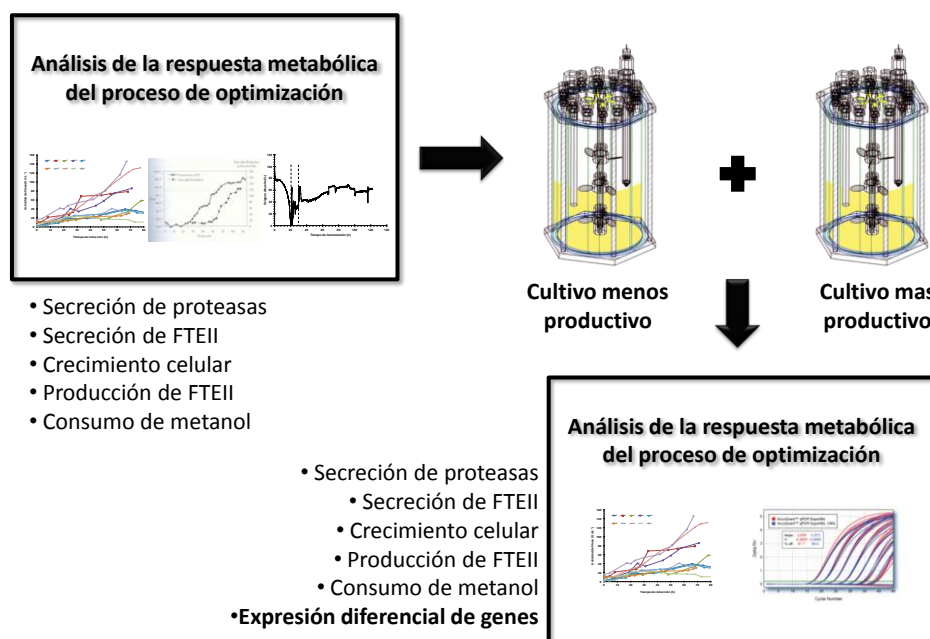 Análisis de la respuesta metabólica
del proceso de optimización
• Secreción de proteasas
• Secreción de FTEII
• Crecimiento celular
• Producción de FTEII
• Consumo de metanol
Cultivo menos
productivo
Cultivo mas
productivo
Análisis de la respuesta metabólica
del proceso de optimización
• Secreción de proteasas
• Secreción de FTEII
• Crecimiento celular
• Producción de FTEII
• Consumo de metanol
•Expresión diferencial de genes
Cycle Number